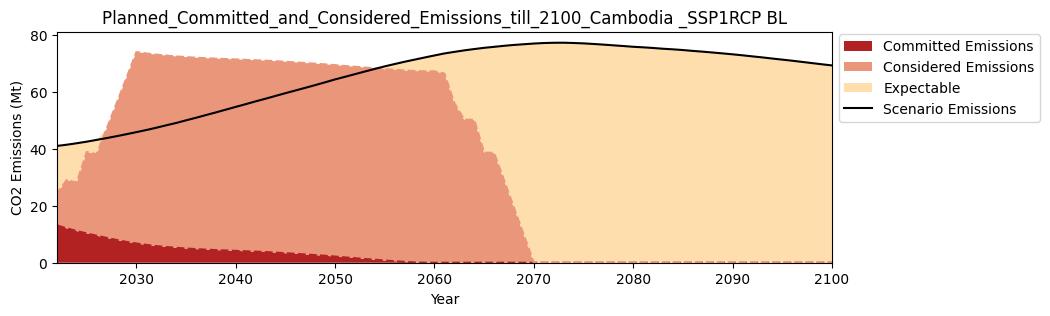 Planned_Committed_and_Considered_Emissions_till_2100_Cambodia _SSP1RCP BL
CO2 Emissions (Mt)
80
60
40
20
0
2030 2040 2050 2060 2070 2080 2090 2100
Year
Committed Emissions
Considered Emissions
Expectable
Scenario Emissions